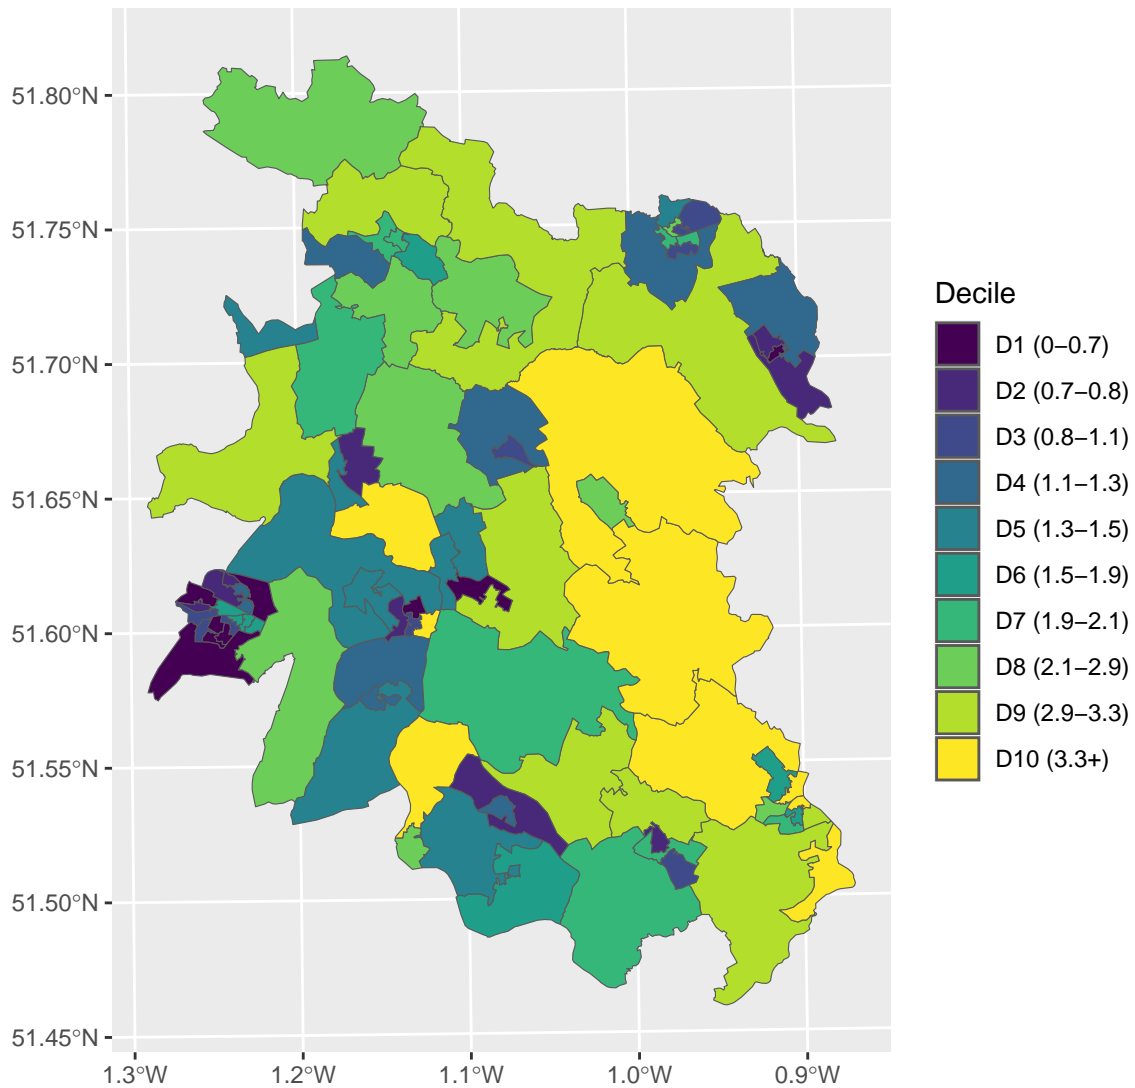 51.80°N
51.75°N
51.70°N
51.65°N
51.60°N
51.55°N
51.50°N
51.45°N
1.3°W
1.2°W
1.1°W
1.0°W
0.9°W
Decile
D1 (0–0.7)
D2 (0.7–0.8)
D3 (0.8–1.1)
D4 (1.1–1.3)
D5 (1.3–1.5)
D6 (1.5–1.9)
D7 (1.9–2.1)
D8 (2.1–2.9)
D9 (2.9–3.3)
D10 (3.3+)